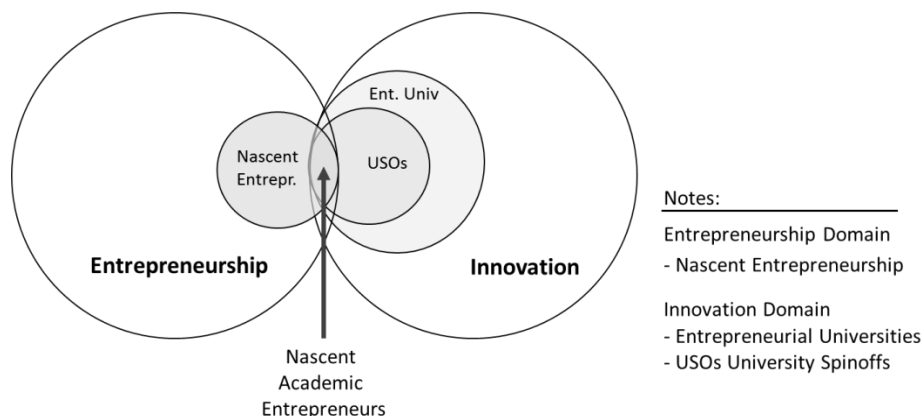 Ent. Univ
Nascent
Entrepr.
USOs
Entrepreneurship
Innovation
Nascent
Academic
Entrepreneurs
Notes:
Entrepreneurship Domain
- Nascent Entrepreneurship
Innovation Domain
- Entrepreneurial Universities
- USOs University Spinoffs